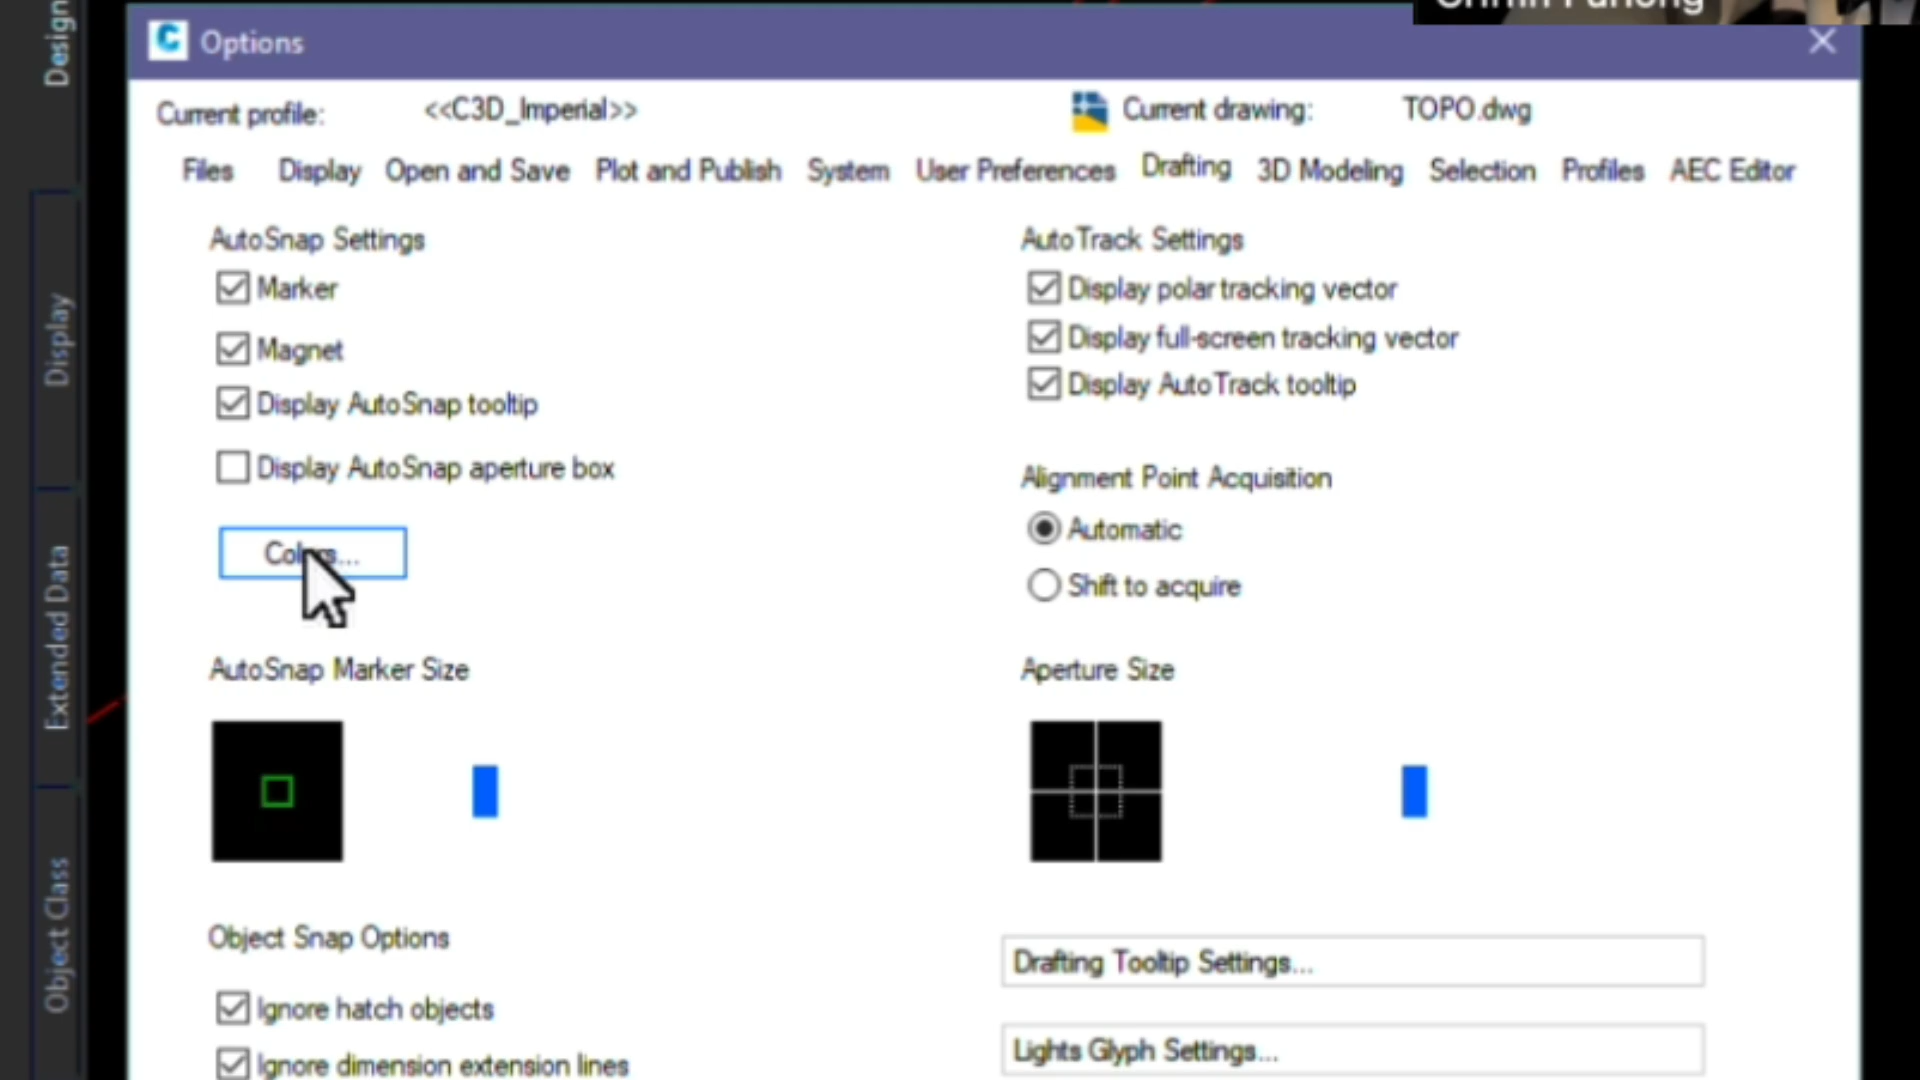 Options
Current profile: <<C3D_Imperial>> Current drawing: TOPO.dwg
Files Display Open and Save Plot and Publish System User Preferences Drafting 3D Modeling Selection Profiles AEC Editor
AutoSnap Settings
Marker
Magnet
Display AutoSnap tooltip
Display AutoSnap aperture box
Colors...
AutoSnap Marker Size
Object Snap Options
Ignore hatch objects
Ignore dimension extension lines
AutoTrack Settings
Display polar tracking vector
Display full-screen tracking vector
Display AutoTrack tooltip
Alignment Point Acquisition
Automatic
Shift to acquire
Aperture Size
Drafting Tooltip Settings...
Lights Glyph Settings...
Design
Display
Extended Data
Object Class